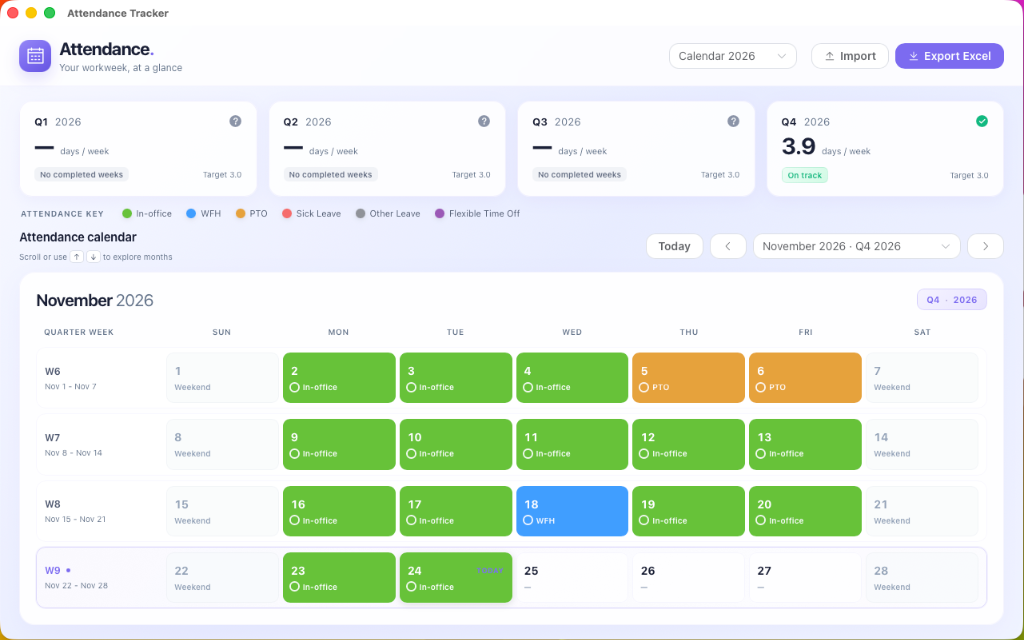 Attendance Tracker
Attendance.
Your workweek, at a glance
Calendar 2026
Import
Export Excel
Q1 2026
?
— days / week
No completed weeks
Target 3.0
Q2 2026
?
— days / week
No completed weeks
Target 3.0
Q3 2026
?
— days / week
No completed weeks
Target 3.0
Q4 2026
3.9 days / week
On track
Target 3.0
ATTENDANCE KEY In-office WFH PTO Sick Leave Other Leave Flexible Time Off
Attendance calendar
Scroll or use ↑ ↓ to explore months
Today
November 2026 · Q4 2026
November 2026
Q4 · 2026
QUARTER WEEK SUN MON TUE WED THU FRI SAT
W6
Nov 1 – Nov 7
1
Weekend
2
In-office
3
In-office
4
In-office
5
PTO
6
PTO
7
Weekend
W7
Nov 8 – Nov 14
8
Weekend
9
In-office
10
In-office
11
In-office
12
In-office
13
In-office
14
Weekend
W8
Nov 15 – Nov 21
15
Weekend
16
In-office
17
In-office
18
WFH
19
In-office
20
In-office
21
Weekend
W9
Nov 22 – Nov 28
22
Weekend
23
In-office
24 TODAY
In-office
25
—
26
—
27
—
28
Weekend